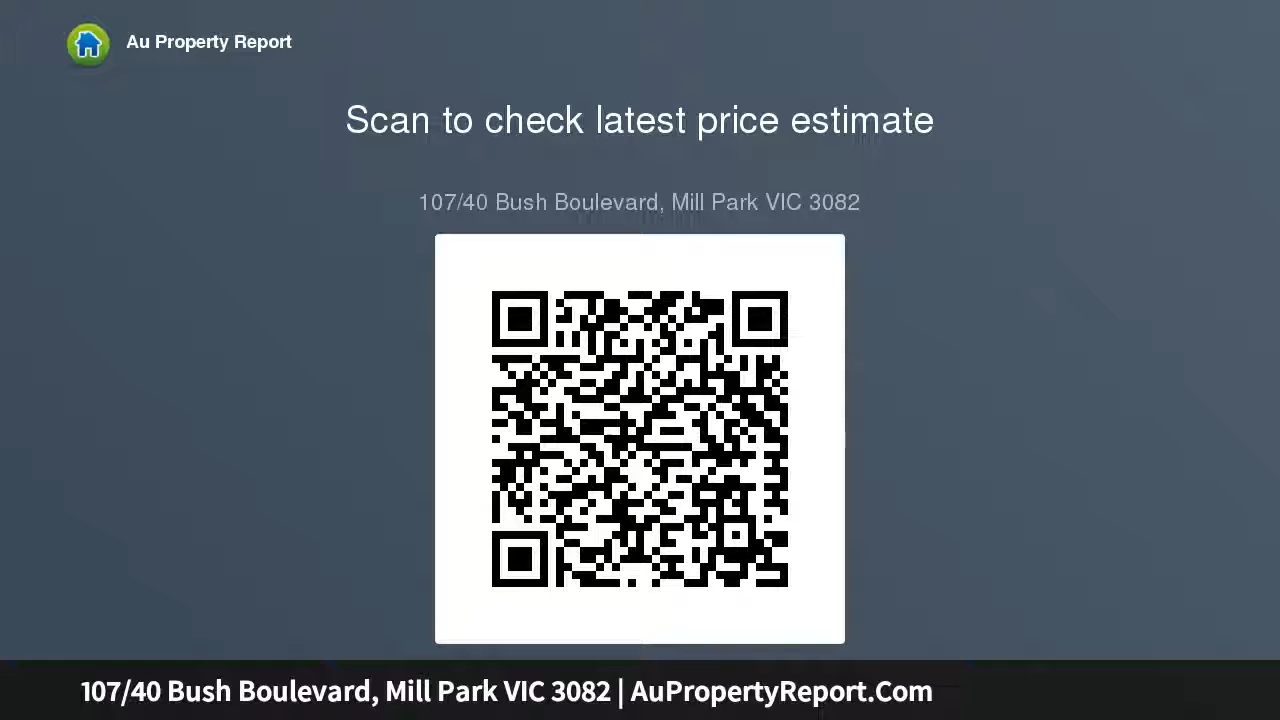 Au Property Report
Scan to check latest price estimate
107/40 Bush Boulevard, Mill Park VIC 3082
107/40 Bush Boulevard, Mill Park VIC 3082 | AuPropertyReport.Com